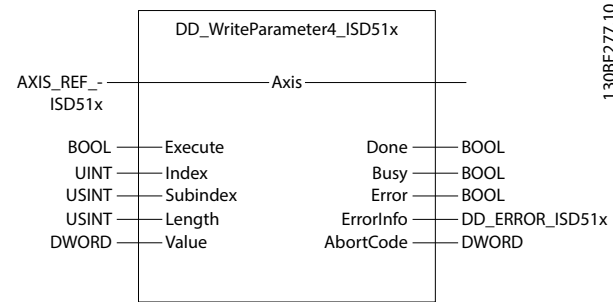 DD_WriteParameter4_ISD51x
AXIS_REF_-
ISD51x
Axis
BOOL Execute Done BOOL
UINT Index Busy BOOL
USINT Subindex Error BOOL
USINT Length ErrorInfo DD_ERROR_ISD51x
DWORD Value AbortCode DWORD
130BE277.10